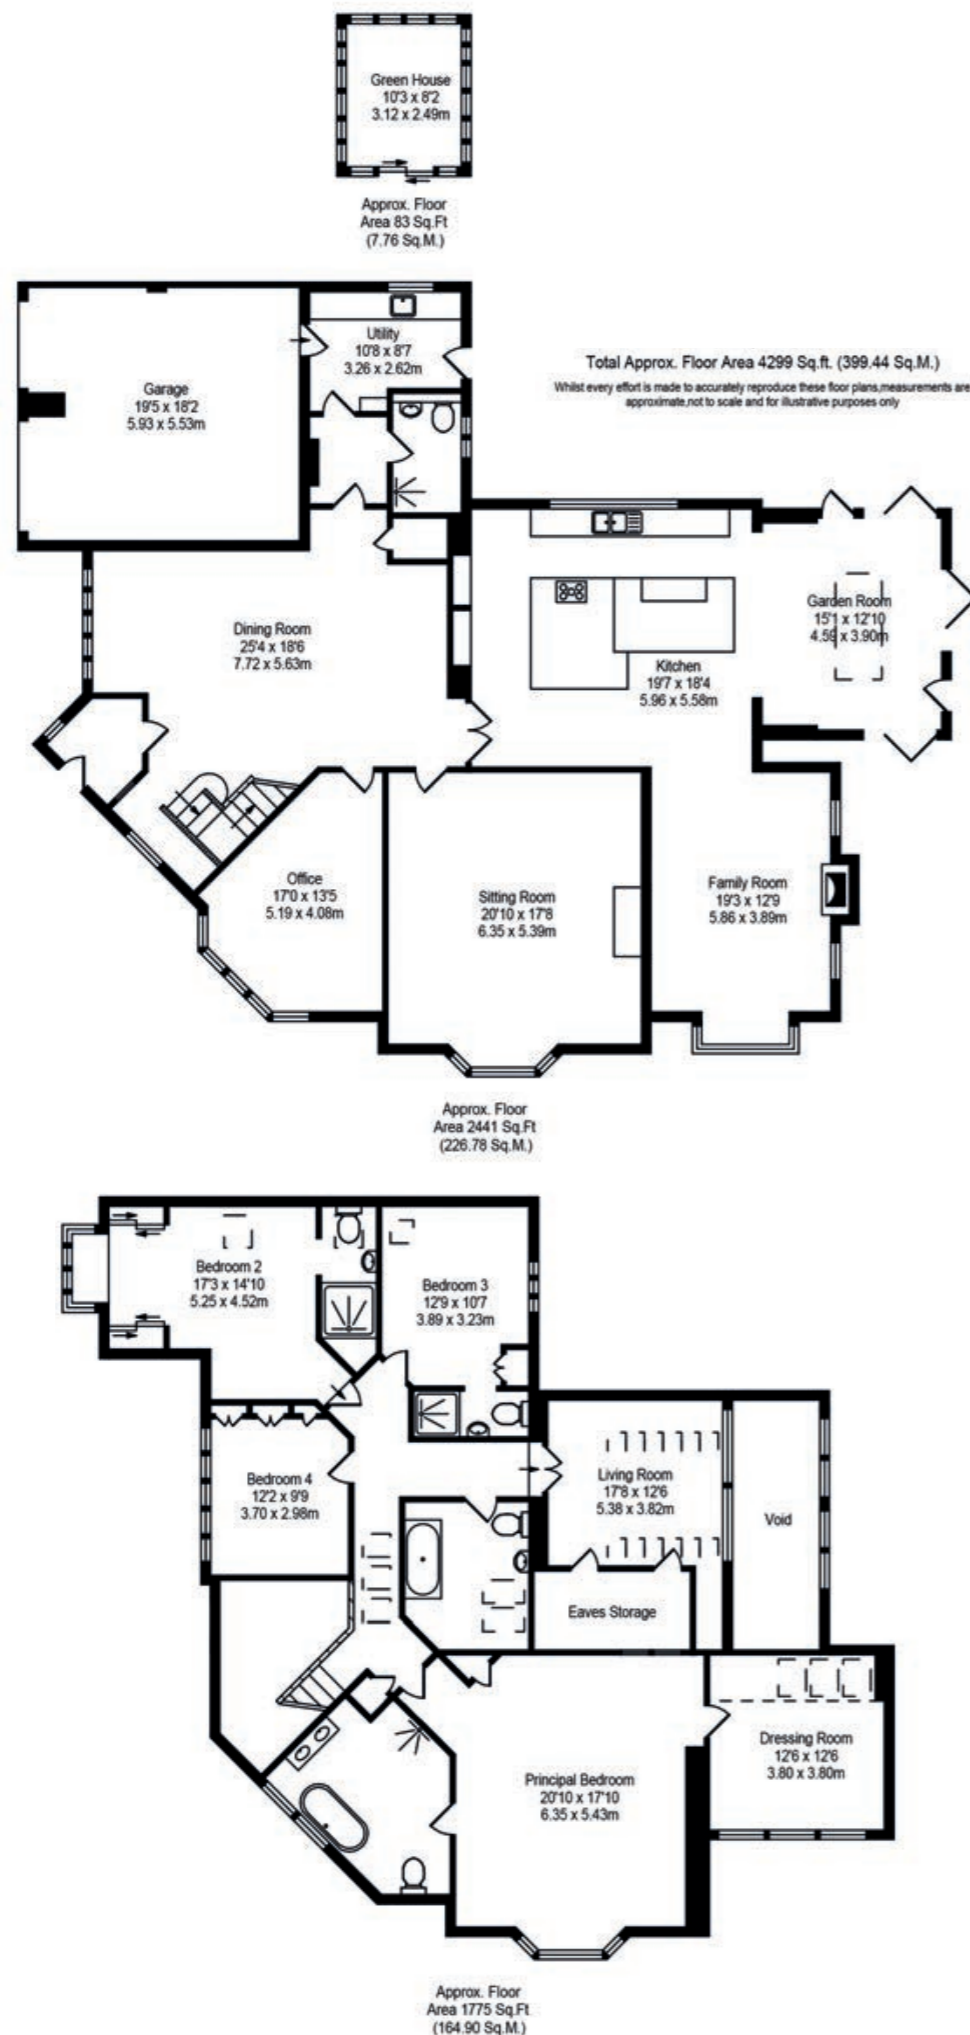 Green House
10'3 x 8'2
3.12 x 2.49m
Approx. Floor
Area 83 Sq.Ft
(7.76 Sq.M.)
Utility
10'8 x 8'7
3.26 x 2.62m
Total Approx. Floor Area 4299 Sq.ft. (399.44 Sq.M.)
Whilst every effort is made to accurately reproduce these floor plans,measurements are
approximate,not to scale and for illustrative purposes only
Garage
19'5 x 18'2
5.93 x 5.53m
Garden Room
15'1 x 12'10
4.59 x 3.90m
Dining Room
25'4 x 18'6
7.72 x 5.63m
Kitchen
19'7 x 18'4
5.96 x 5.58m
Office
17'0 x 13'5
5.19 x 4.08m
Sitting Room
20'10 x 17'8
6.35 x 5.39m
Family Room
19'3 x 12'9
5.86 x 3.89m
Approx. Floor
Area 2441 Sq.Ft
(226.78 Sq.M.)
Bedroom 2
17'3 x 14'10
5.25 x 4.52m
Bedroom 3
12'9 x 10'7
3.89 x 3.23m
Bedroom 4
12'2 x 9'9
3.70 x 2.98m
Living Room
17'8 x 12'6
5.38 x 3.82m
Void
Eaves Storage
Dressing Room
12'6 x 12'6
3.80 x 3.80m
Principal Bedroom
20'10 x 17'10
6.35 x 5.43m
Approx. Floor
Area 1775 Sq.Ft
(164.90 Sq.M.)